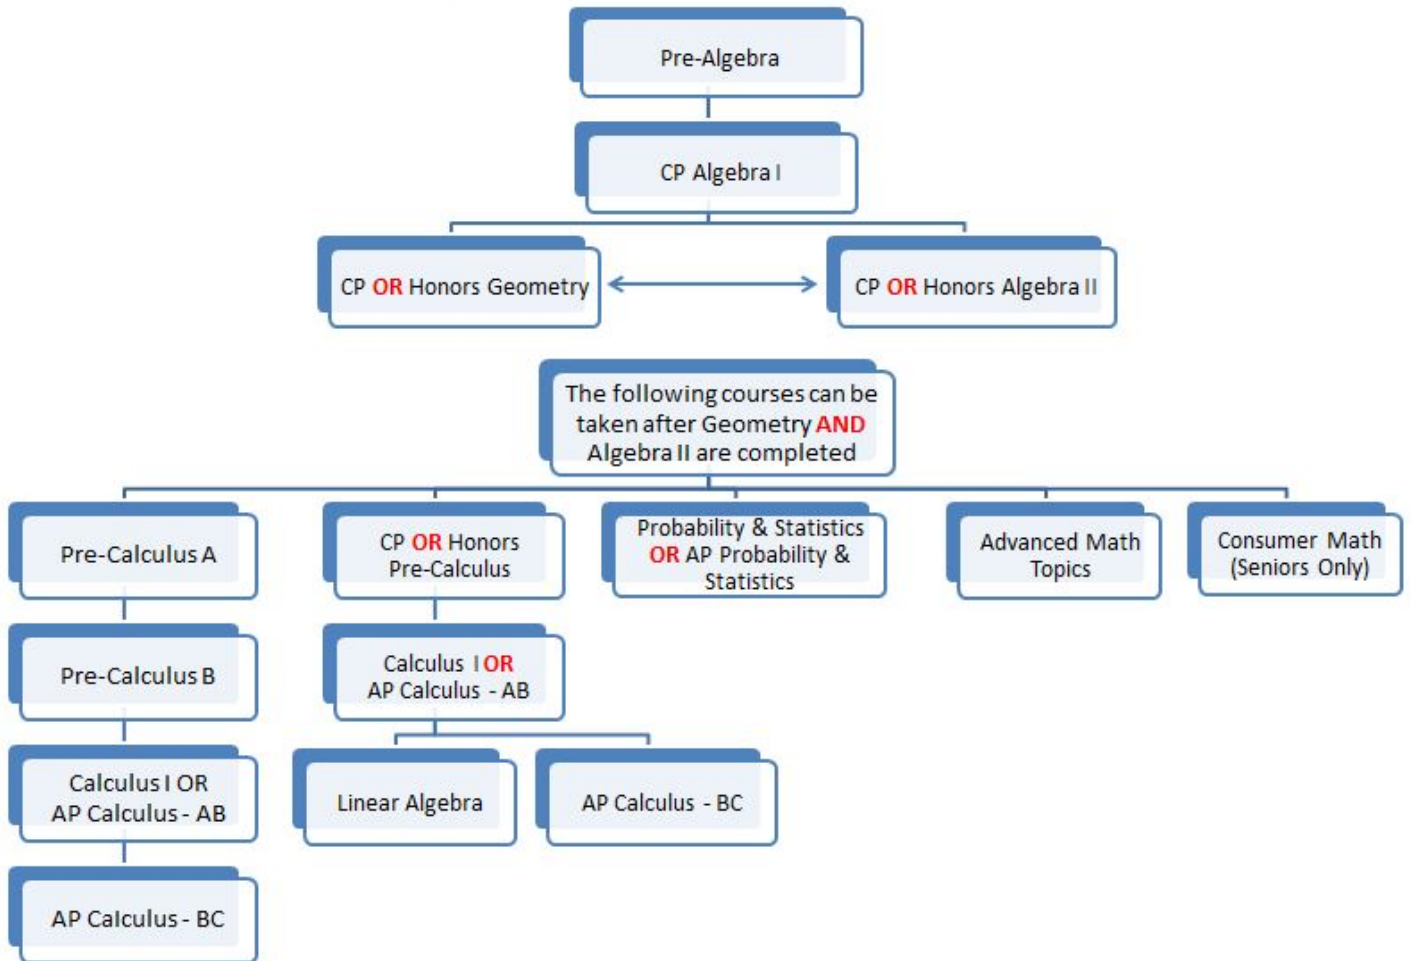 Pre-Algebra
CP Algebra I
CP OR Honors Geometry
CP OR Honors Algebra II
The following courses can be
taken after Geometry AND
Algebra II are completed
Pre-Calculus A
CP OR Honors
Pre-Calculus
Probability & Statistics
OR AP Probability &
Statistics
Advanced Math
Topics
Consumer Math
(Seniors Only)
Pre-Calculus B
Calculus I OR
AP Calculus - AB
Calculus I OR
AP Calculus - AB
Linear Algebra
AP Calculus - BC
AP Calculus - BC